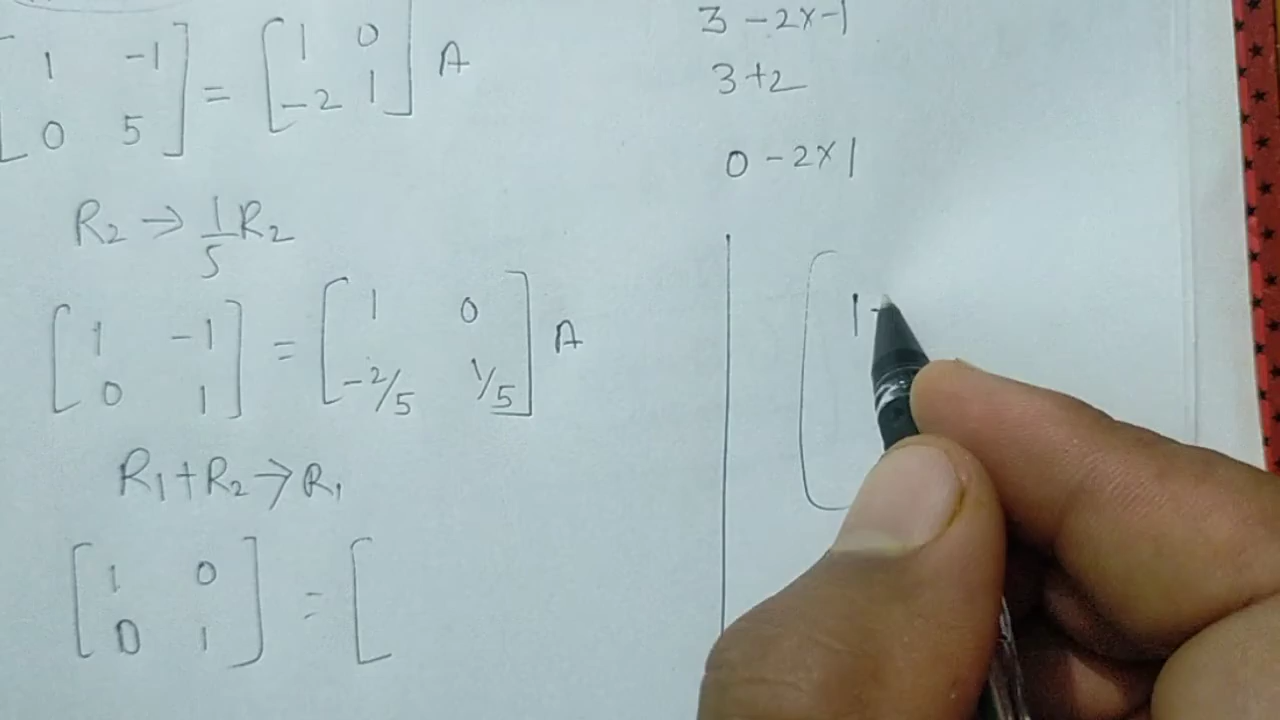 [1 -1] = [1 0] A
[0 5] [-2 1]
R₂ → 1/5 R₂
[1 -1] = [1 0] A
[0 1] [-2/5 1/5]
R₁+R₂→R₁
[1 0] = [
[0 1]
3 -2×-1
3+2
0 -2×1
[1-